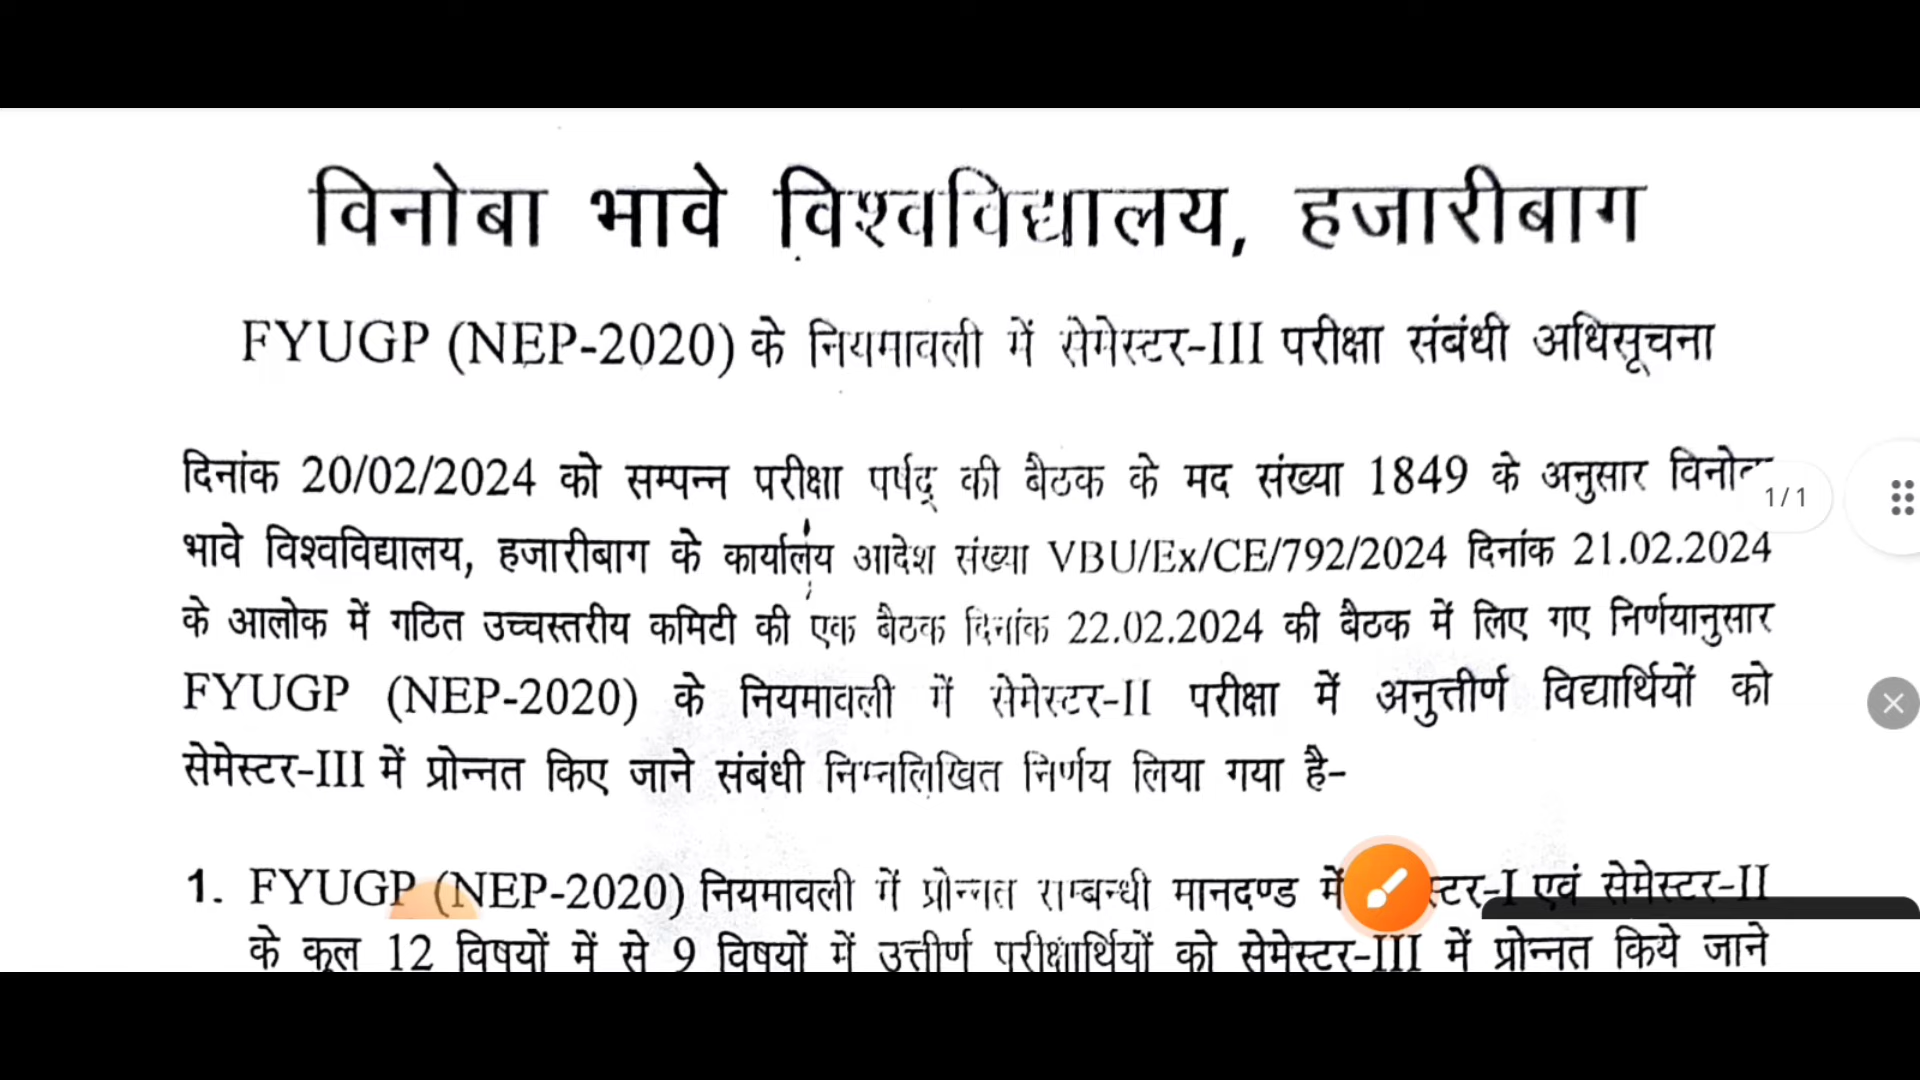 विनोबा भावे विश्वविद्यालय, हजारीबाग
FYUGP (NEP-2020) के नियमावली में सेमेस्टर-III परीक्षा संबंधी अधिसूचना
दिनांक 20/02/2024 को सम्पन्न परीक्षा पर्षद् की बैठक के मद संख्या 1849 के अनुसार
1/1
भावे विश्वविद्यालय, हजारीबाग के कार्यालय आदेश संख्या VBU/Ex/CE/792/2024 दिनांक 21.02.2024
के आलोक में गठित उच्चस्तरीय कमिटी की एक बैठक दिनांक 22.02.2024 की बैठक में लिए गए निर्णयानुसार
FYUGP (NEP-2020) के नियमावली में सेमेस्टर-II परीक्षा में अनुत्तीर्ण विद्यार्थियों को
सेमेस्टर-III में प्रोन्नत किए जाने संबंधी निम्नलिखित निर्णय लिया गया है-
1. FYUGP (NEP-2020) नियमावली में प्रोन्नत सम्बन्धी मानदण्ड में एवं सेमेस्टर-II
के कुल 12 विषयों में से 9 विषयों में उत्तीर्ण परीक्षार्थियों को सेमेस्टर-III में प्रोन्नत किये जाने